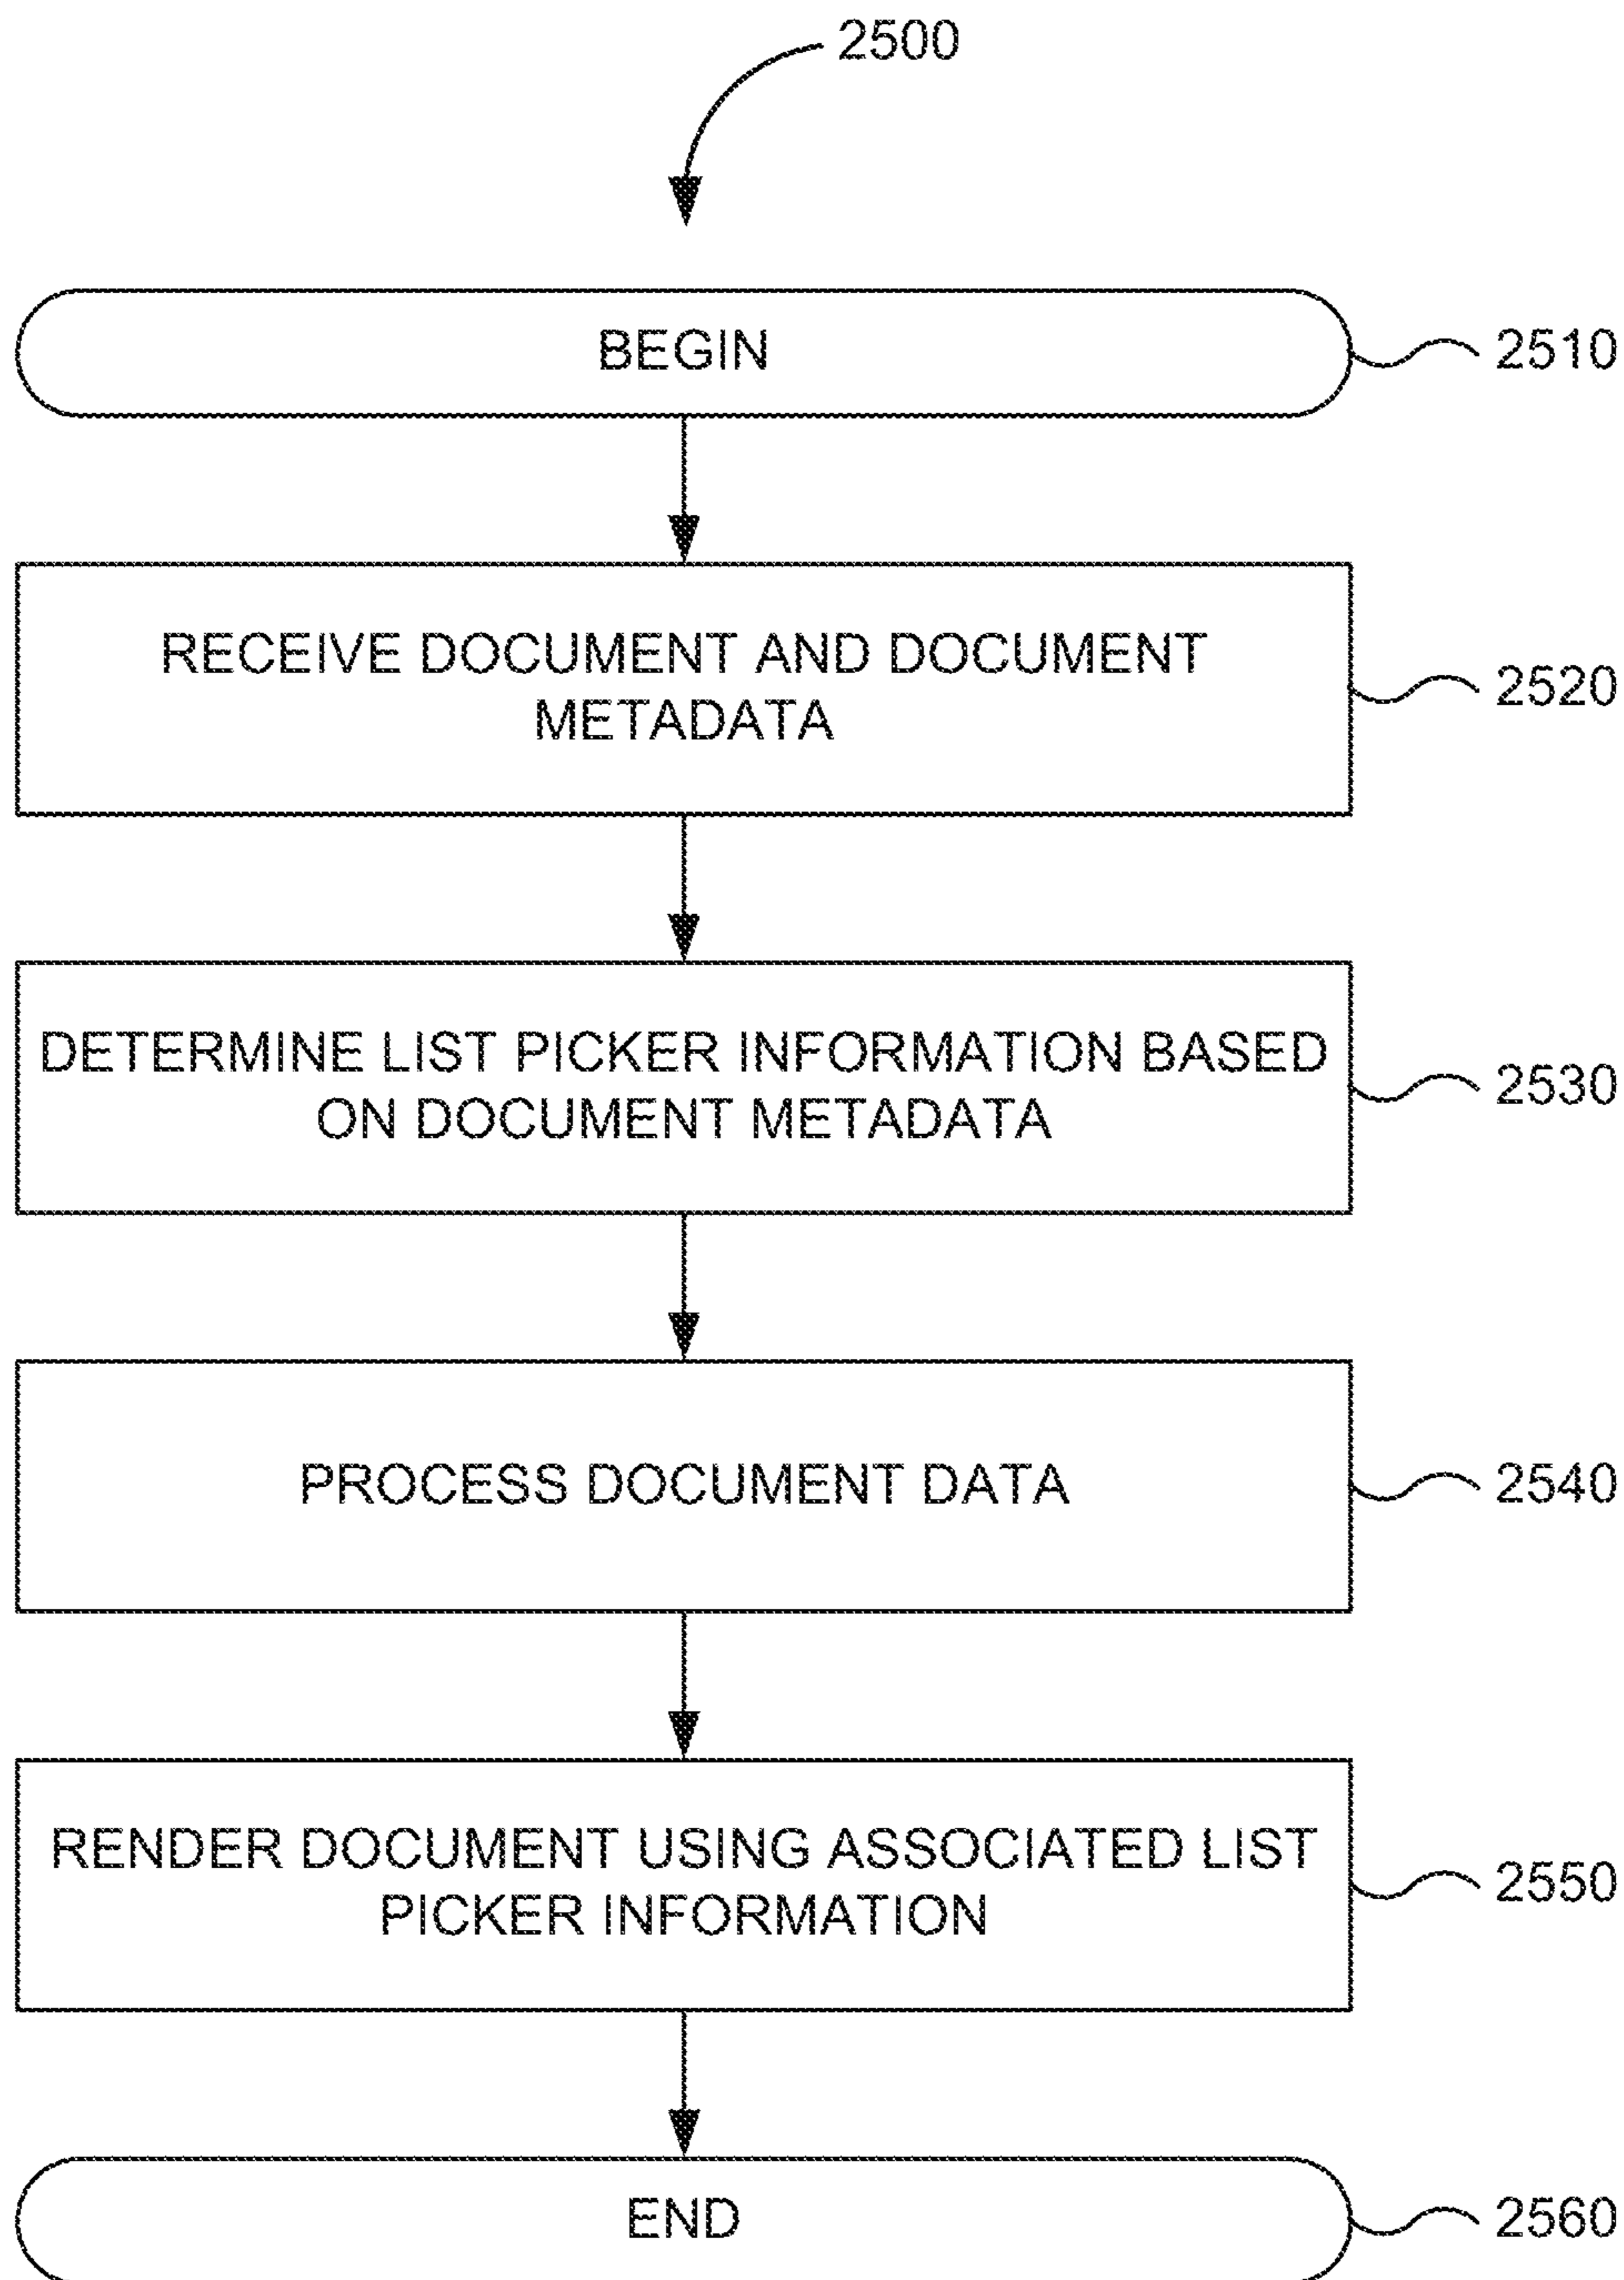 2500
BEGIN
2510
RECEIVE DOCUMENT AND DOCUMENT
METADATA
2520
DETERMINE LIST PICKER INFORMATION BASED
ON DOCUMENT METADATA
2530
PROCESS DOCUMENT DATA
2540
RENDER DOCUMENT USING ASSOCIATED LIST
PICKER INFORMATION
2550
END
2560